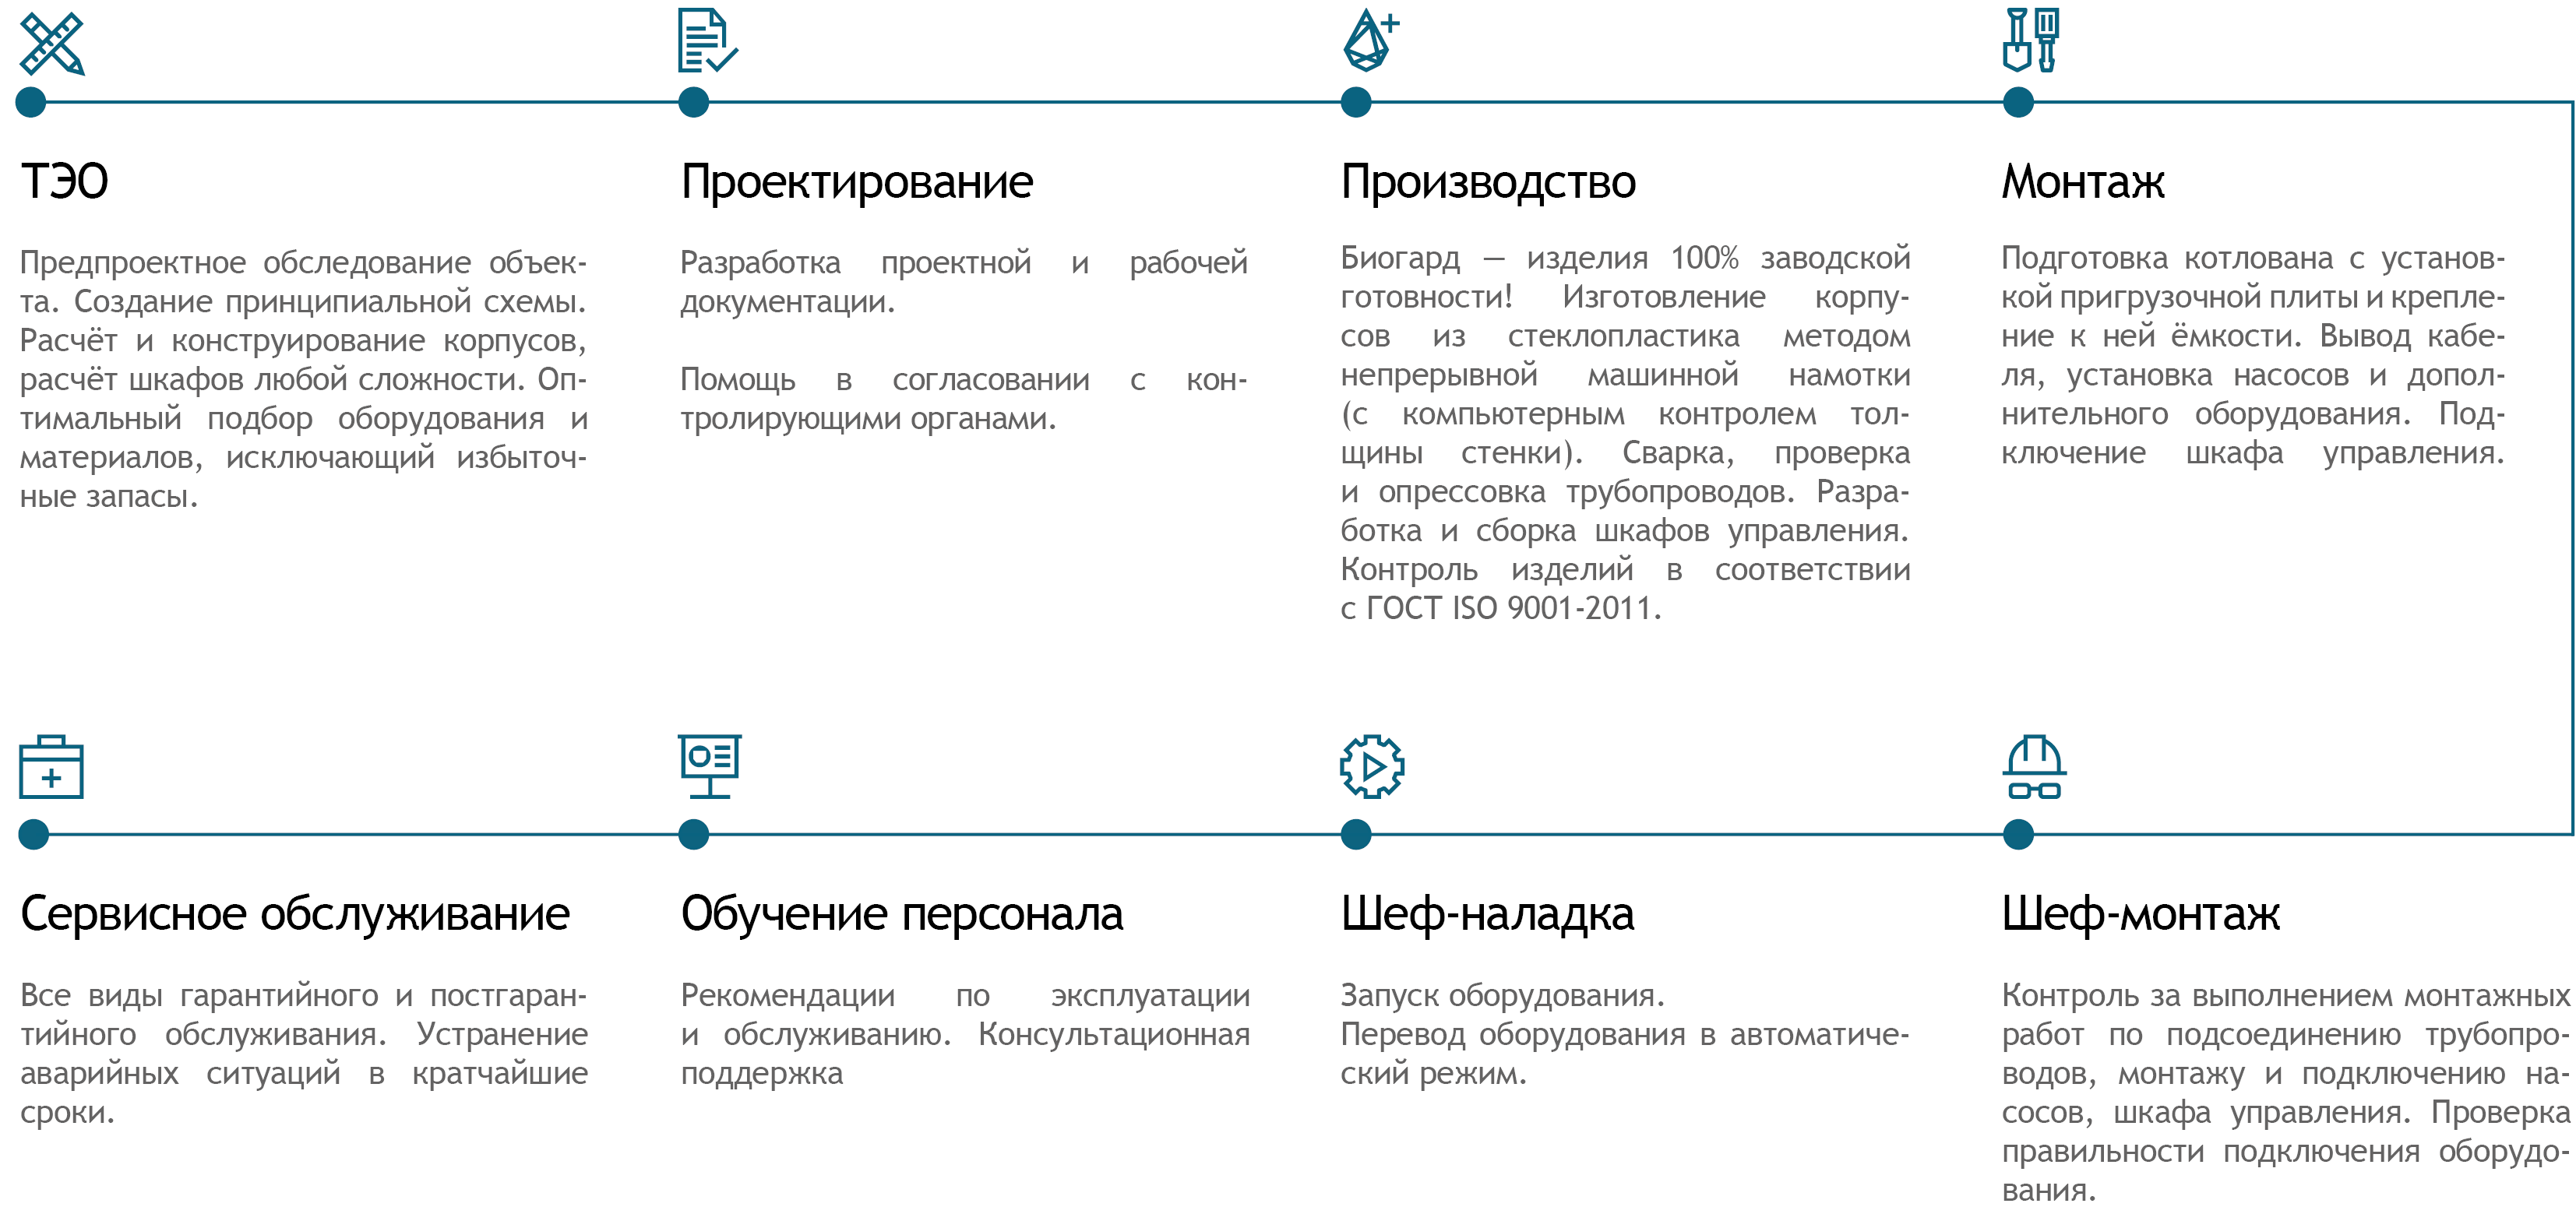 ТЭО
Предпроектное обследование объек-
та. Создание принципиальной схемы.
Расчёт и конструирование корпусов,
расчёт шкафов любой сложности. Оп-
тимальный подбор оборудования и
материалов, исключающий избыточ-
ные запасы.
Проектирование
Разработка проектной и рабочей
документации.
Помощь в согласовании с кон-
тролирующими органами.
Производство
Биогард — изделия 100% заводской
готовности! Изготовление корпу-
сов из стеклопластика методом
непрерывной машинной намотки
(с компьютерным контролем тол-
щины стенки). Сварка, проверка
и опрессовка трубопроводов. Разра-
ботка и сборка шкафов управления.
Контроль изделий в соответствии
с ГОСТ ISO 9001-2011.
Монтаж
Подготовка котлована с установ-
кой пригрузочной плиты и крепле-
ние к ней ёмкости. Вывод кабе-
ля, установка насосов и допол-
нительного оборудования. Под-
ключение шкафа управления.
Сервисное обслуживание
Все виды гарантийного и постгаран-
тийного обслуживания. Устранение
аварийных ситуаций в кратчайшие
сроки.
Обучение персонала
Рекомендации по эксплуатации
и обслуживанию. Консультационная
поддержка
Шеф-наладка
Запуск оборудования.
Перевод оборудования в автоматиче-
ский режим.
Шеф-монтаж
Контроль за выполнением монтажных
работ по подсоединению трубопро-
водов, монтажу и подключению на-
сосов, шкафа управления. Проверка
правильности подключения оборудо-
вания.